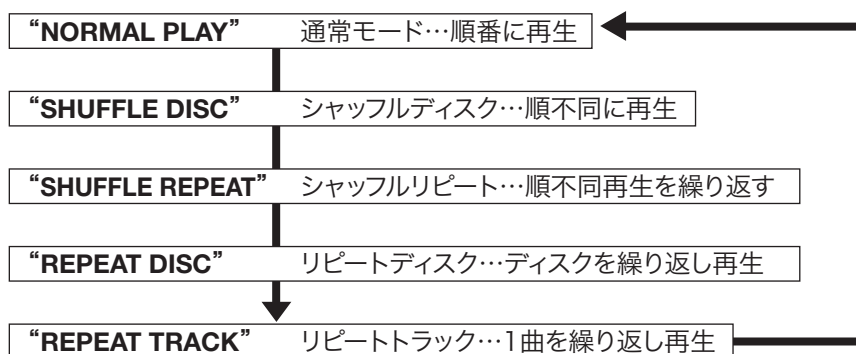 “NORMAL PLAY” 通常モード…順番に再生
“SHUFFLE DISC” シャッフルディスク…順不同に再生
“SHUFFLE REPEAT” シャッフルリピート…順不同再生を繰り返す
“REPEAT DISC” リピートディスク…ディスクを繰り返し再生
“REPEAT TRACK” リピートトラック…1曲を繰り返し再生